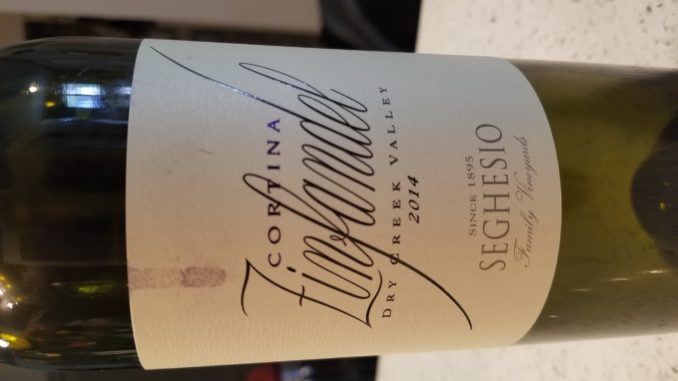 CORTINA
Zinfandel
DRY CREEK VALLEY
2014
SINCE 1895
SEGHESIO
Family Vineyards